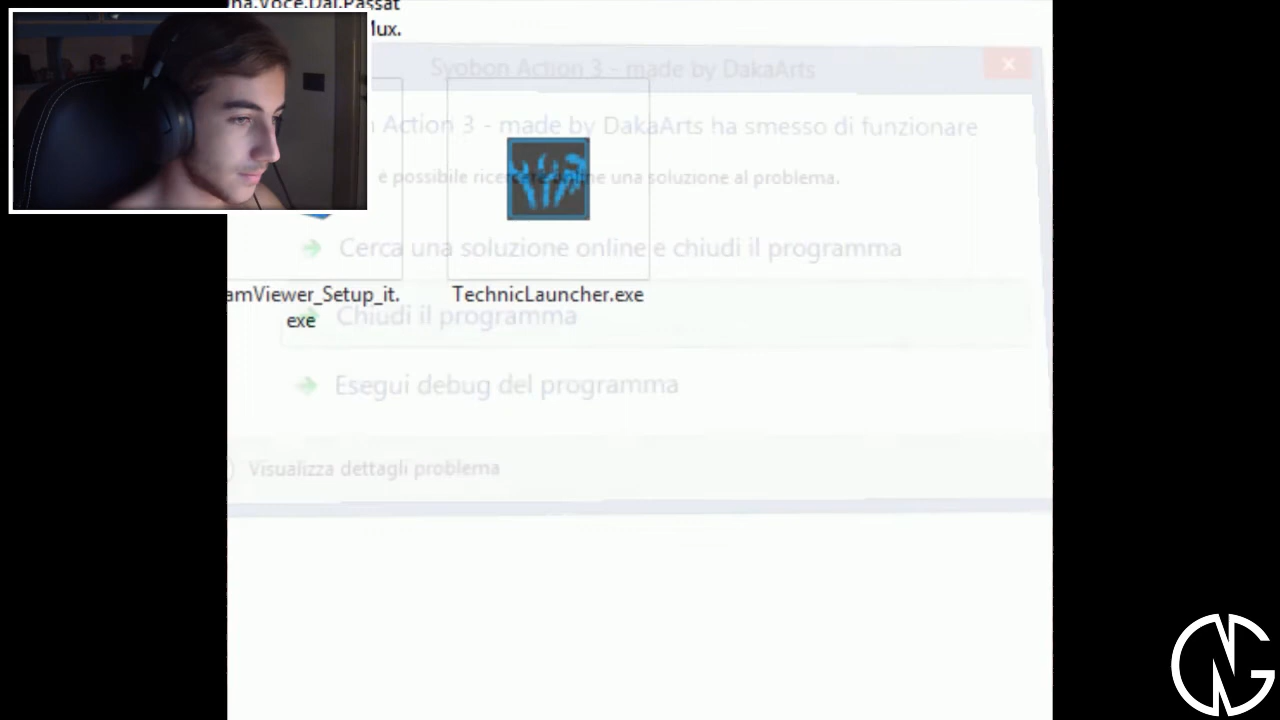 na.Voce.Dal.Passat
Mux.
Syobon Action 3 - made by DakaArts
Action 3 - made by DakaArts ha smesso di funzionare
è possibile ricercare online una soluzione al problema.
Cerca una soluzione online e chiudi il programma
amViewer_Setup_it.
exe
TechnicLauncher.exe
Chiudi il programma
Esegui debug del programma
Visualizza dettagli problema
NG